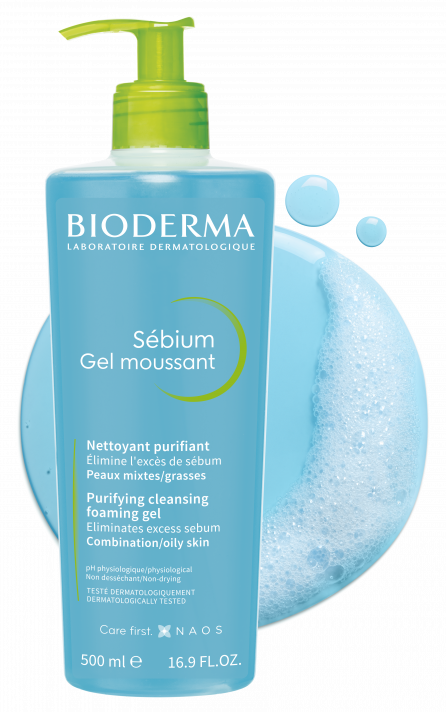 BIODERMA
LABORATOIRE DERMATOLOGIQUE
Sébium
Gel moussant
Nettoyant purifiant
Élimine l'excès de sébum
Peaux mixtes/grasses
Purifying cleansing
foaming gel
Eliminates excess sebum
Combination/oily skin
pH physiologique/physiological
Non desséchant/Non-drying
TESTÉ DERMATOLOGIQUEMENT
DERMATOLOGICALLY TESTED
Care first. NAOS
500 ml ℮ 16.9 FL.OZ.